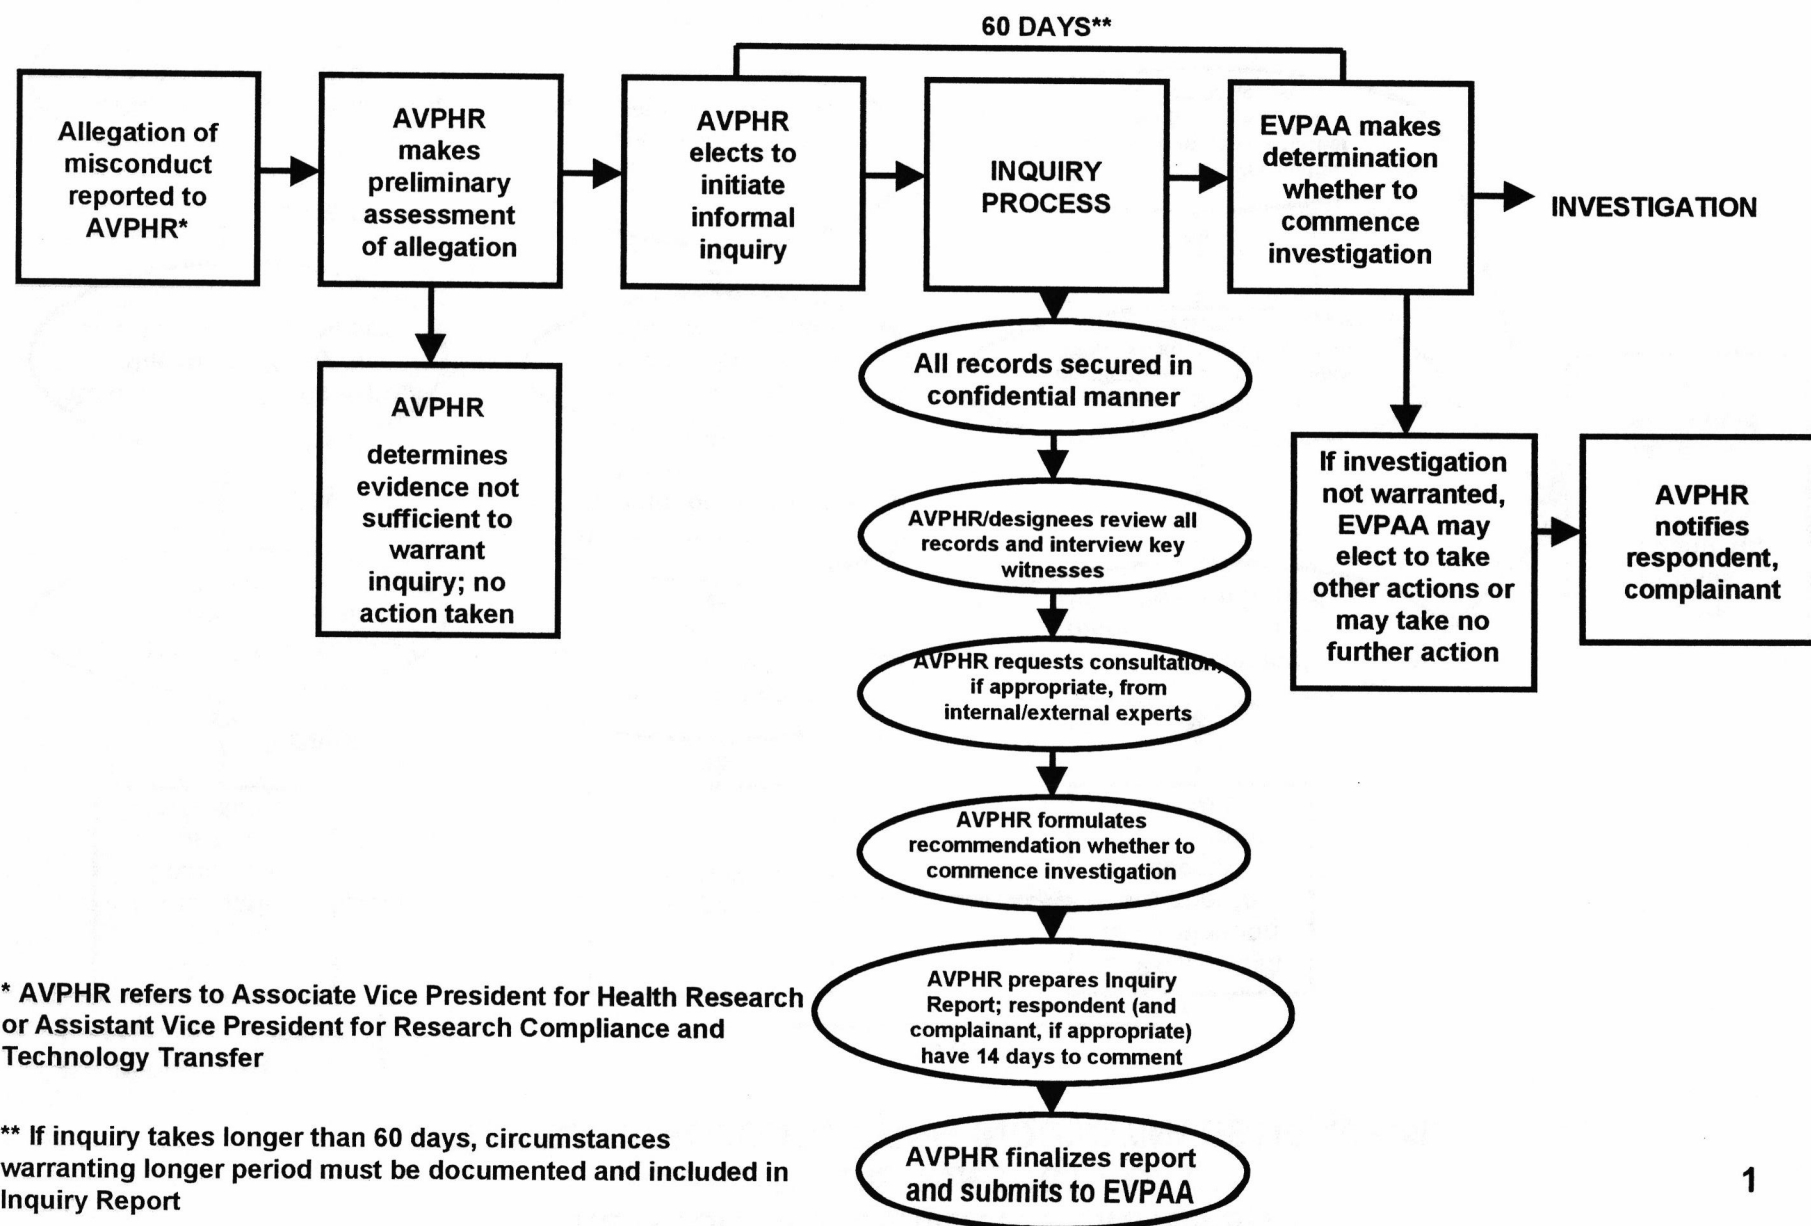 60 DAYS**
Allegation of
misconduct
reported to
AVPHR*
AVPHR
makes
preliminary
assessment
of allegation
AVPHR
elects to
initiate
informal
inquiry
INQUIRY
PROCESS
EVPAA makes
determination
whether to
commence
investigation
INVESTIGATION
AVPHR
determines
evidence not
sufficient to
warrant
inquiry; no
action taken
All records secured in
confidential manner
AVPHR/designees review all
records and interview key
witnesses
AVPHR requests consultation,
if appropriate, from
internal/external experts
AVPHR formulates
recommendation whether to
commence investigation
AVPHR prepares Inquiry
Report; respondent (and
complainant, if appropriate)
have 14 days to comment
AVPHR finalizes report
and submits to EVPAA
If investigation
not warranted,
EVPAA may
elect to take
other actions or
may take no
further action
AVPHR
notifies
respondent,
complainant
* AVPHR refers to Associate Vice President for Health Research
or Assistant Vice President for Research Compliance and
Technology Transfer
** If inquiry takes longer than 60 days, circumstances
warranting longer period must be documented and included in
Inquiry Report
1